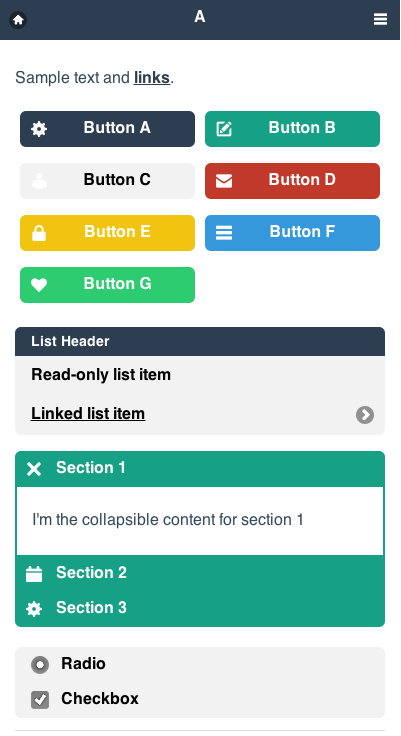 A
Sample text and links.
Button A
Button B
Button C
Button D
Button E
Button F
Button G
List Header
Read-only list item
Linked list item
Section 1
I'm the collapsible content for section 1
Section 2
Section 3
Radio
Checkbox